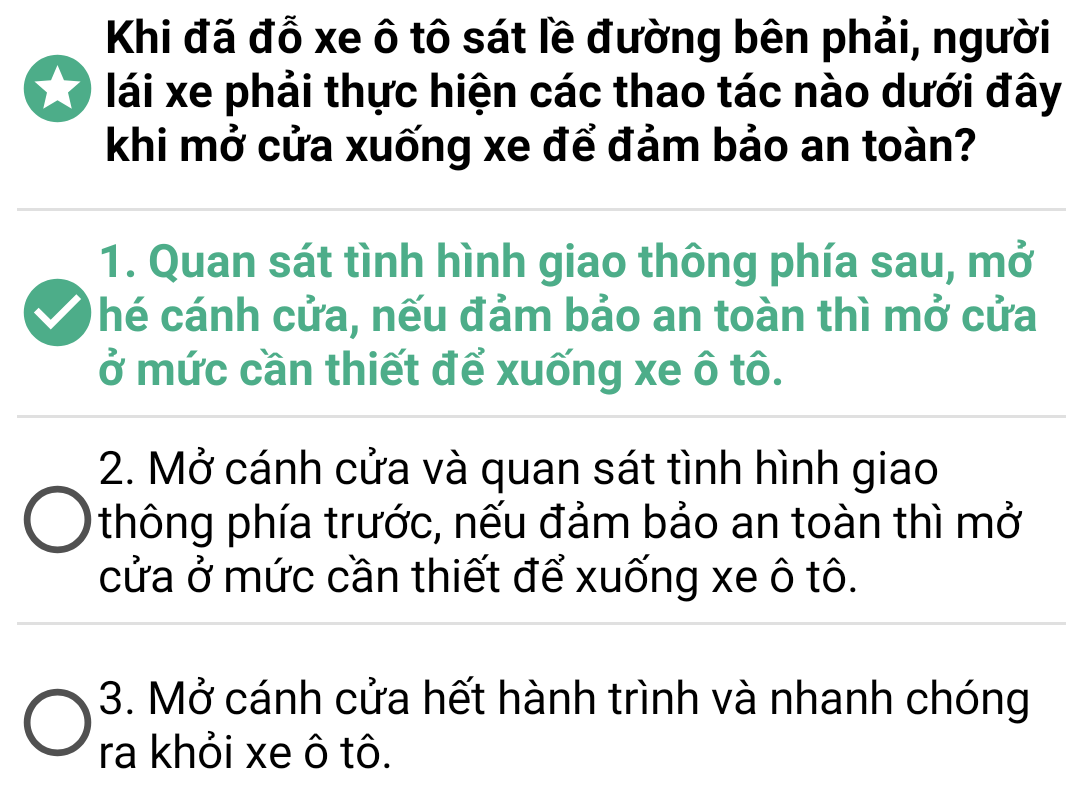 Khi đã đỗ xe ô tô sát lề đường bên phải, người
lái xe phải thực hiện các thao tác nào dưới đây
khi mở cửa xuống xe để đảm bảo an toàn?
1. Quan sát tình hình giao thông phía sau, mở
hé cánh cửa, nếu đảm bảo an toàn thì mở cửa
ở mức cần thiết để xuống xe ô tô.
2. Mở cánh cửa và quan sát tình hình giao
thông phía trước, nếu đảm bảo an toàn thì mở
cửa ở mức cần thiết để xuống xe ô tô.
3. Mở cánh cửa hết hành trình và nhanh chóng
ra khỏi xe ô tô.